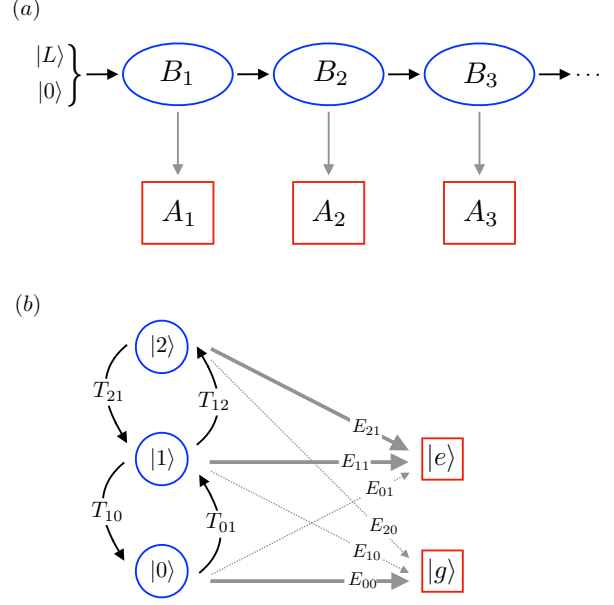 (a)
|L⟩
|0⟩
B₁ B₂ B₃ ···
A₁ A₂ A₃
(b)
|2⟩
T₂₁ T₁₂
E₂₁
|1⟩ E₁₁ |e⟩
E₀₁
T₁₀ T₀₁
E₂₀
E₁₀
|0⟩ E₀₀ |g⟩